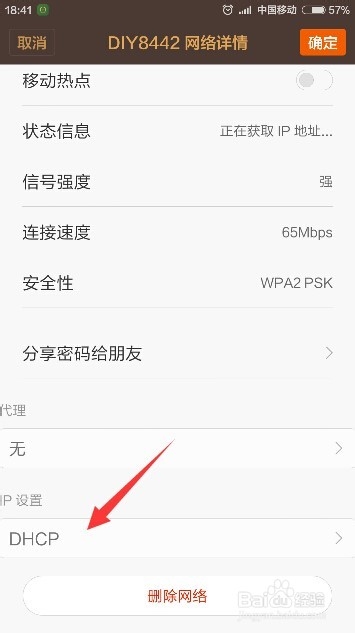 18:41 中国移动 57%
取消 DIY8442 网络详情 确定
移动热点
状态信息 正在获取 IP 地址...
信号强度 强
连接速度 65Mbps
安全性 WPA2 PSK
分享密码给朋友
代理
无
IP 设置
DHCP
删除网络
Baidu 经验